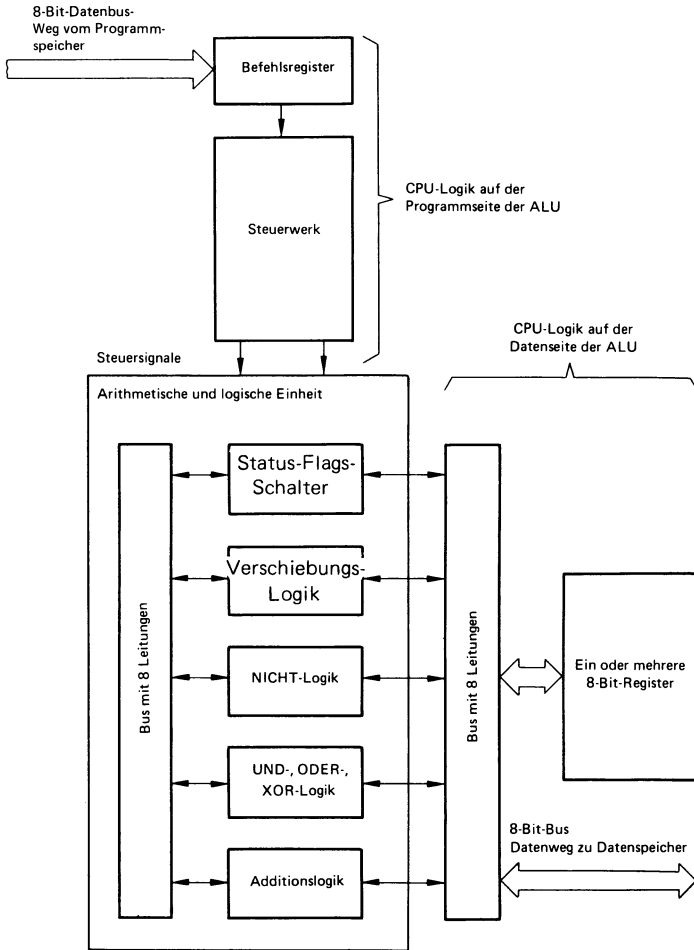 8-Bit-Datenbus-
Weg vom Programm-
speicher
Befehlsregister
CPU-Logik auf der
Programmseite der ALU
Steuerwerk
CPU-Logik auf der
Datenseite der ALU
Steuersignale
Arithmetische und logische Einheit
Status-Flags-
Schalter
Verschiebungs-
Logik
Bus mit 8 Leitungen
NICHT-Logik
Bus mit 8 Leitungen
Ein oder mehrere
8-Bit-Register
UND-, ODER-,
XOR-Logik
8-Bit-Bus
Datenweg zu Datenspeicher
Additionslogik